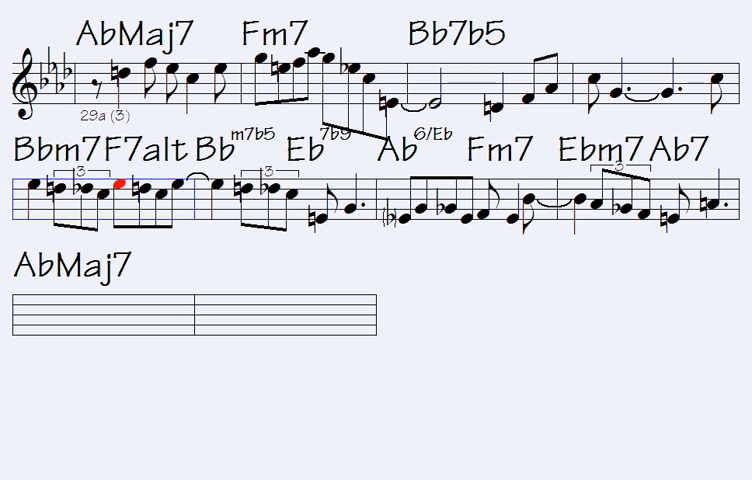 AbMaj7 Fm7 Bb7b5
29a (3)
Bbm7 F7alt Bbm7b5 Eb7b9 Ab6/Eb Fm7 Ebm7 Ab7
3 3 3
AbMaj7